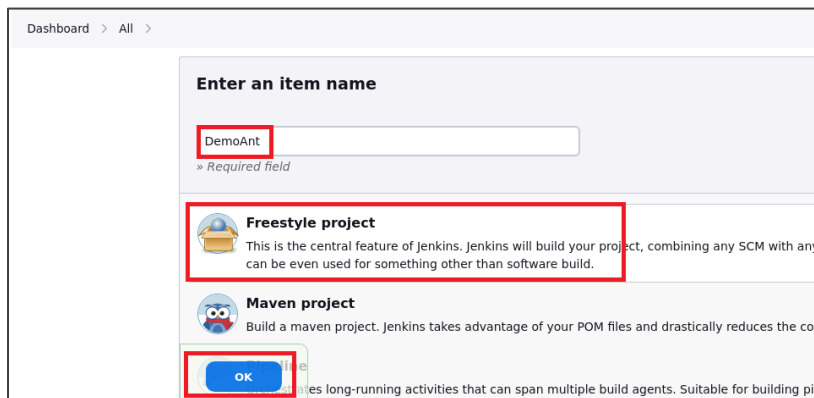 Dashboard > All >
Enter an item name
DemoAnt
» Required field
Freestyle project
This is the central feature of Jenkins. Jenkins will build your project, combining any SCM with any
can be even used for something other than software build.
Maven project
Build a maven project. Jenkins takes advantage of your POM files and drastically reduces the co
Pipeline
OK
Orchestrates long-running activities that can span multiple build agents. Suitable for building pi